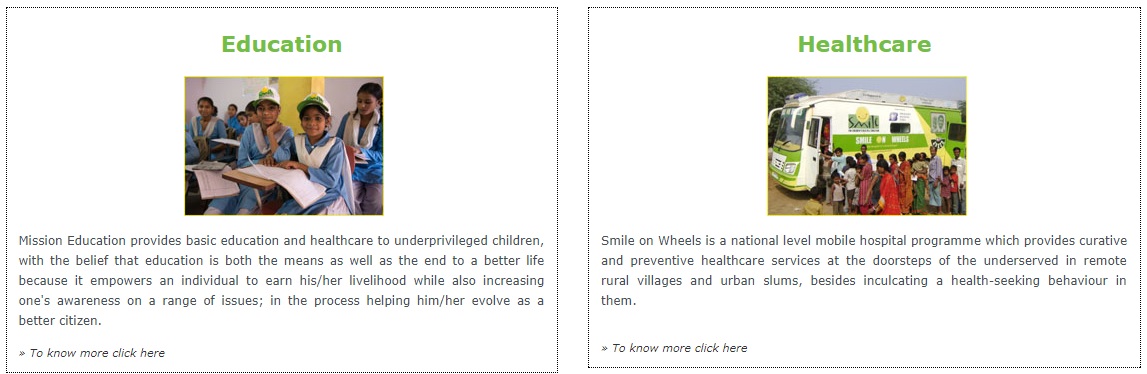 Education
Mission Education provides basic education and healthcare to underprivileged children,
with the belief that education is both the means as well as the end to a better life
because it empowers an individual to earn his/her livelihood while also increasing
one's awareness on a range of issues; in the process helping him/her evolve as a
better citizen.
» To know more click here
Healthcare
Smile
SMILE ON WHEELS
Smile on Wheels is a national level mobile hospital programme which provides curative
and preventive healthcare services at the doorsteps of the underserved in remote
rural villages and urban slums, besides inculcating a health-seeking behaviour in
them.
» To know more click here